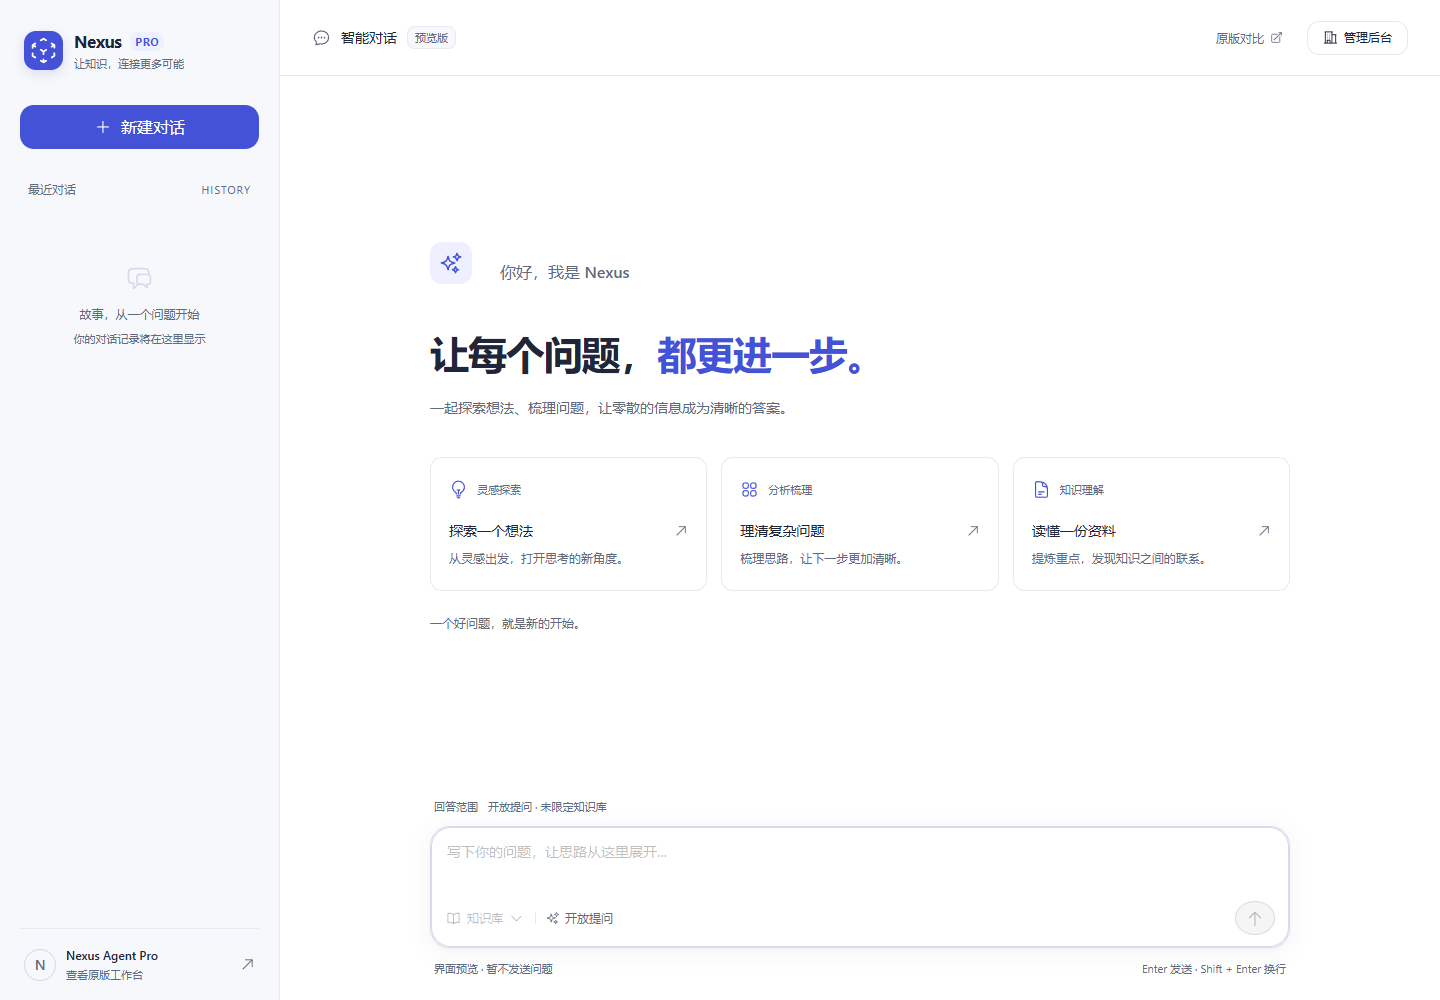 Nexus PRO
让知识，连接更多可能
新建对话
最近对话 HISTORY
故事，从一个问题开始
你的对话记录将在这里显示
Nexus Agent Pro
查看原版工作台
N
智能对话 预览版
原版对比
管理后台
你好，我是 Nexus
让每个问题，都更进一步。
一起探索想法、梳理问题，让零散的信息成为清晰的答案。
灵感探索
探索一个想法
从灵感出发，打开思考的新角度。
分析梳理
理清复杂问题
梳理思路，让下一步更加清晰。
知识理解
读懂一份资料
提炼重点，发现知识之间的联系。
一个好问题，就是新的开始。
回答范围 开放提问 · 未限定知识库
写下你的问题，让思路从这里展开...
知识库 开放提问
界面预览 · 暂不发送问题
Enter 发送 · Shift + Enter 换行